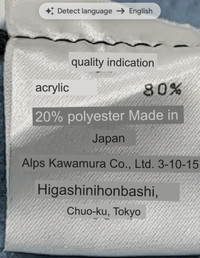 Detect language → English
quality indication
acrylic 80%
20% polyester Made in
Japan
Alps Kawamura Co., Ltd. 3-10-15
Higashinihonbashi,
Chuo-ku, Tokyo